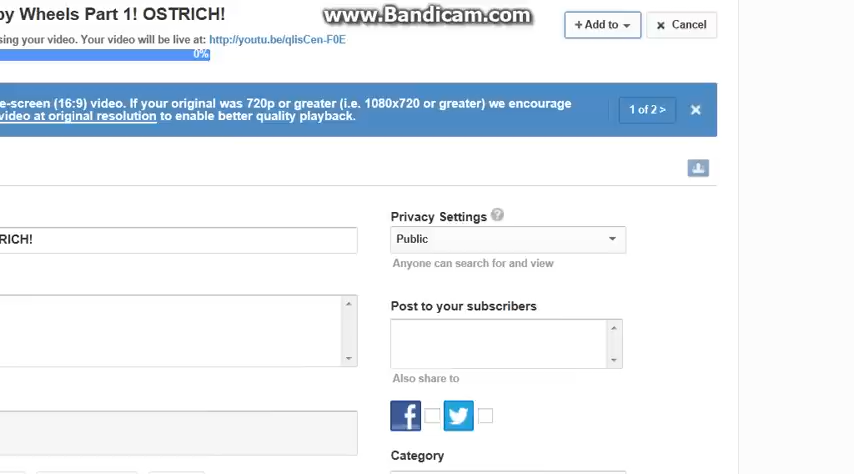 by Wheels Part 1! OSTRICH!
www.Bandicam.com
+ Add to
× Cancel
sing your video. Your video will be live at: http://youtu.be/qlisCen-F0E
0%
e-screen (16:9) video. If your original was 720p or greater (i.e. 1080x720 or greater) we encourage
video at original resolution to enable better quality playback.
1 of 2 >
×
Privacy Settings ?
RICH!
Public
Anyone can search for and view
Post to your subscribers
Also share to
Category